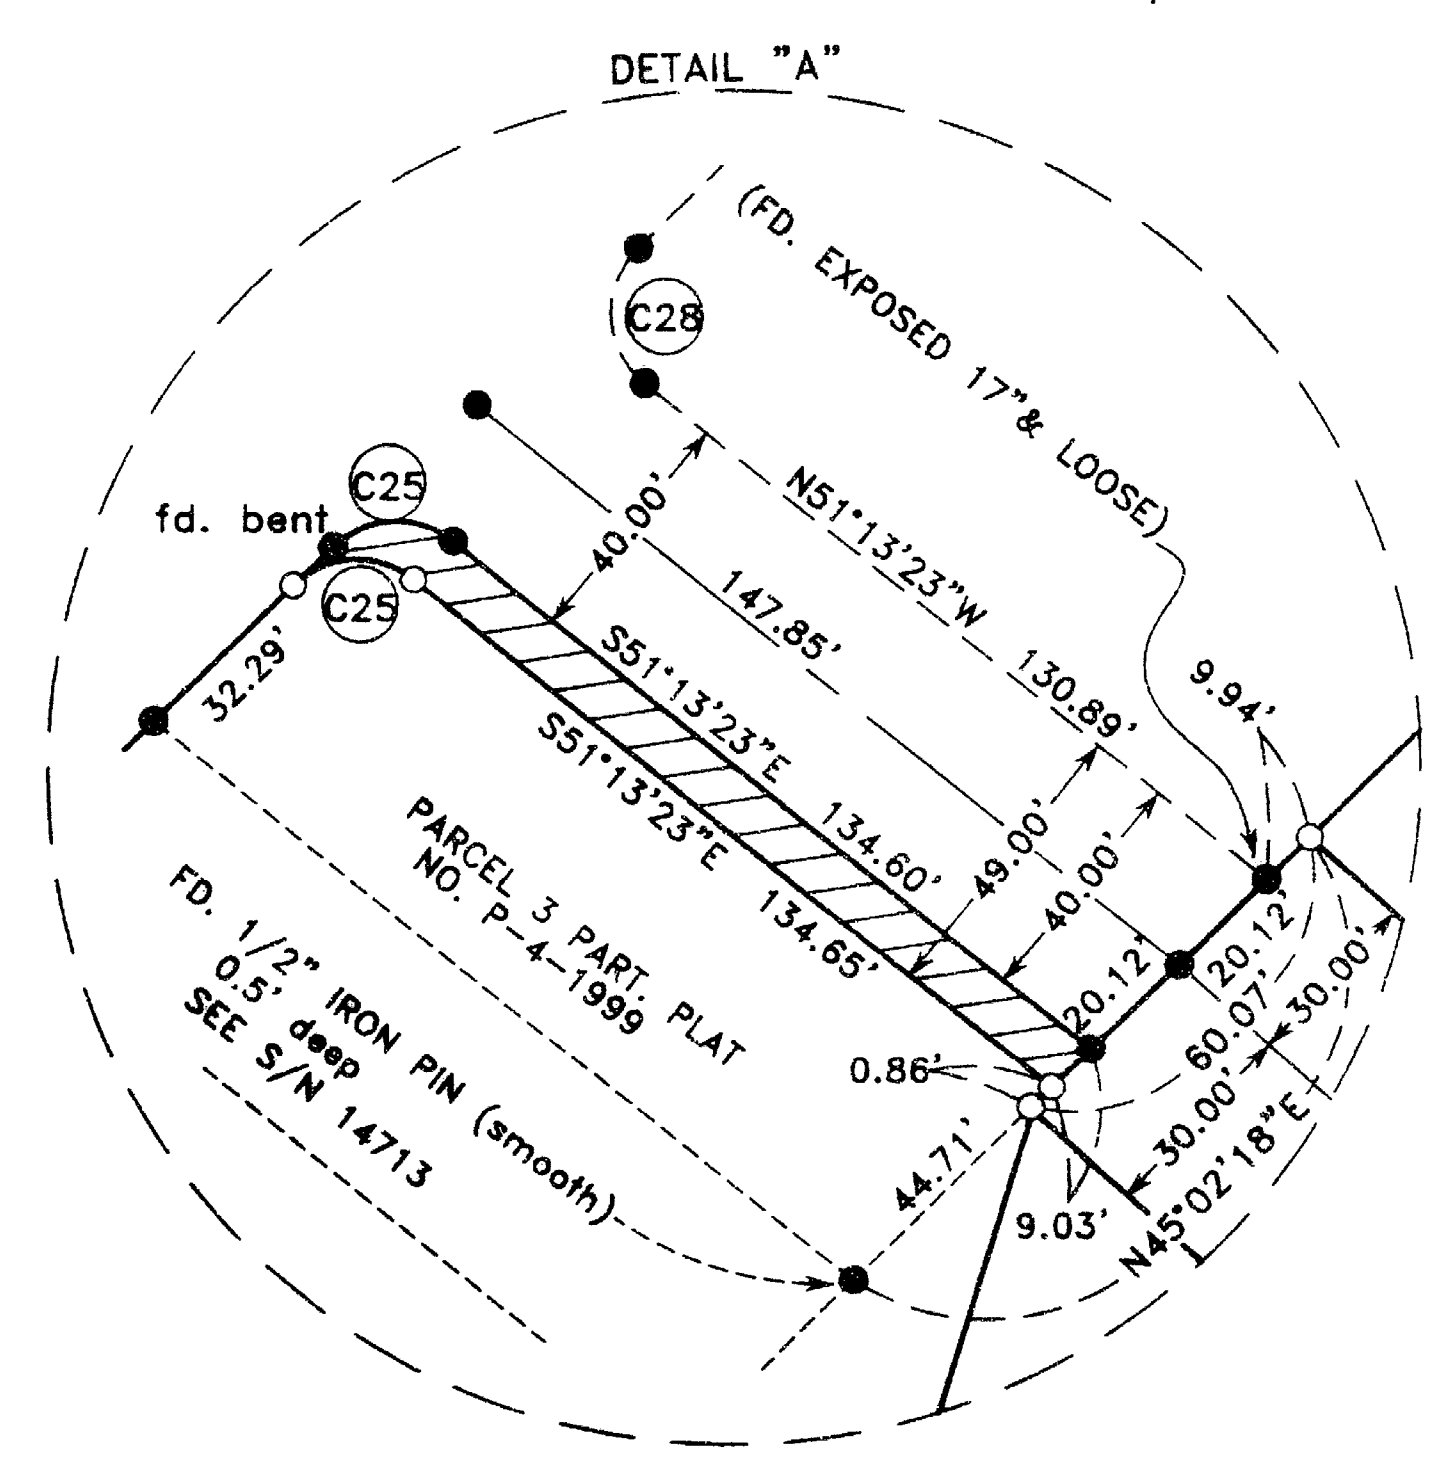 DETAIL "A"
(FD. EXPOSED 17"& LOOSE)
C28
C25
fd. bent
C25
40.00'
N51°13'23"W
130.89'
147.85'
9.94'
32.29'
S51°13'23"E
134.60'
S51°13'23"E
134.65'
49.00'
40.00'
20.12'
20.12'
60.07'
30.00'
30.00'
N45°02'18"E
PARCEL 3 PART. PLAT
NO. P-4-1999
FD. 1/2" IRON PIN (smooth)
0.5' deep
SEE S/N 14713
0.86'
44.71'
9.03'